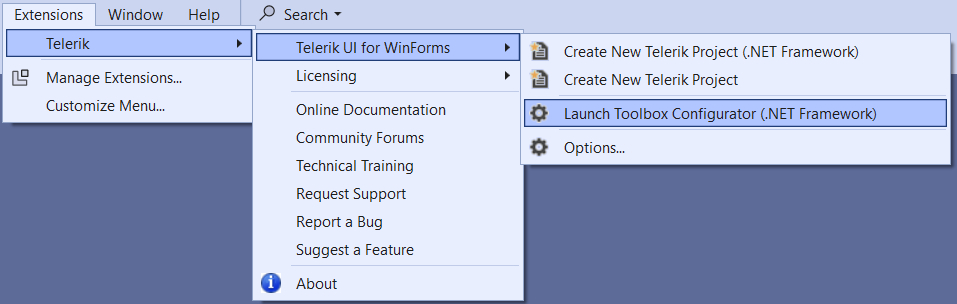 Extensions Window Help Search
Telerik
Manage Extensions...
Customize Menu...
Telerik UI for WinForms
Licensing
Online Documentation
Community Forums
Technical Training
Request Support
Report a Bug
Suggest a Feature
About
Create New Telerik Project (.NET Framework)
Create New Telerik Project
Launch Toolbox Configurator (.NET Framework)
Options...